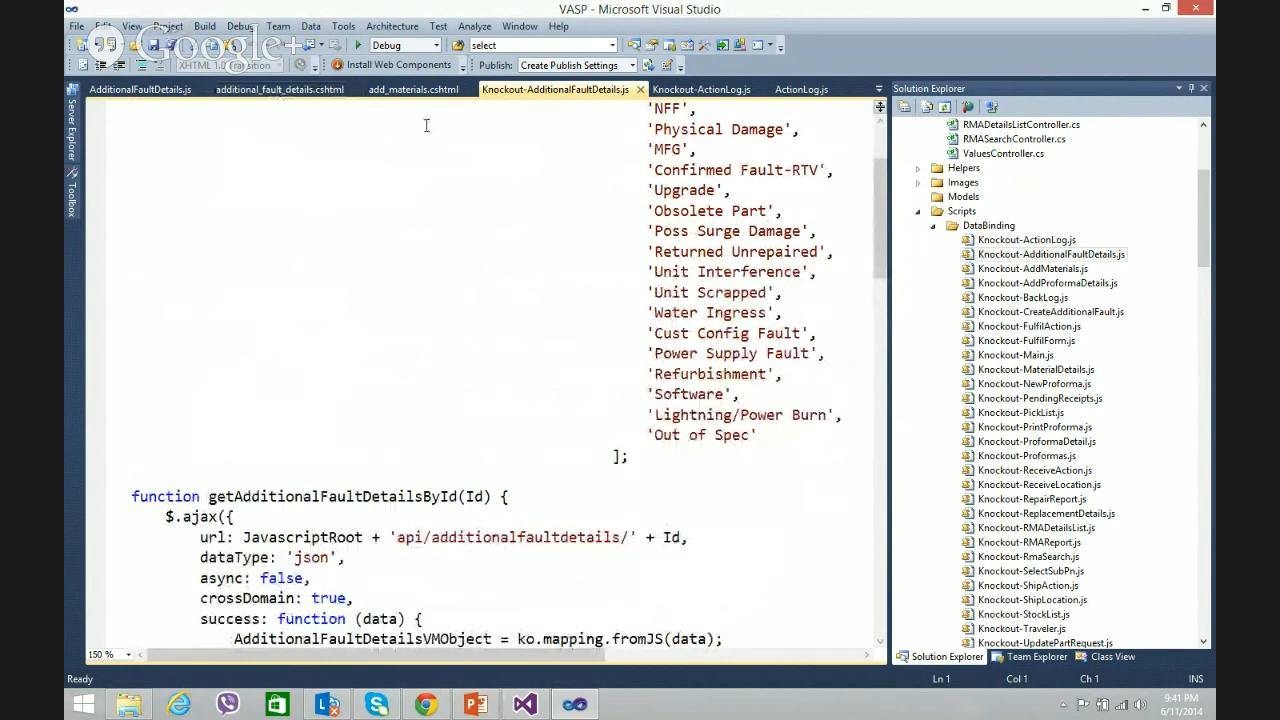 VASP - Microsoft Visual Studio
File Edit View Project Build Debug Team Data Tools Architecture Test Analyze Window Help
Google+
Debug
select
XHTML 1.0 Transition
Install Web Components
Publish: Create Publish Settings
AdditionalFaultDetails.js additional_fault_details.cshtml add_materials.cshtml Knockout-AdditionalFaultDetails.js Knockout-ActionLog.js ActionLog.js
Server Explorer
Toolbox
'NFF',
'Physical Damage',
'MFG',
'Confirmed Fault-RTV',
'Upgrade',
'Obsolete Part',
'Poss Surge Damage',
'Returned Unrepaired',
'Unit Interference',
'Unit Scrapped',
'Water Ingress',
'Cust Config Fault',
'Power Supply Fault',
'Refurbishment',
'Software',
'Lightning/Power Burn',
'Out of Spec'
];
function getAdditionalFaultDetailsById(Id) {
$.ajax({
url: JavascriptRoot + 'api/additionalfaultdetails/' + Id,
dataType: 'json',
async: false,
crossDomain: true,
success: function (data) {
AdditionalFaultDetailsVMObject = ko.mapping.fromJS(data);
150 %
Solution Explorer
RMADetailsListController.cs
RMASearchController.cs
ValuesController.cs
Helpers
Images
Models
Scripts
DataBinding
Knockout-ActionLog.js
Knockout-AdditionalFaultDetails.js
Knockout-AddMaterials.js
Knockout-AddProformaDetails.js
Knockout-BackLog.js
Knockout-CreateAdditionalFault.js
Knockout-FulfilAction.js
Knockout-FulfilForm.js
Knockout-Main.js
Knockout-MaterialDetails.js
Knockout-NewProforma.js
Knockout-PendingReceipts.js
Knockout-PickList.js
Knockout-PrintProforma.js
Knockout-ProformaDetail.js
Knockout-Proformas.js
Knockout-ReceiveAction.js
Knockout-ReceiveLocation.js
Knockout-RepairReport.js
Knockout-ReplacementDetails.js
Knockout-RMADetailsList.js
Knockout-RMAReport.js
Knockout-RmaSearch.js
Knockout-SelectSubPn.js
Knockout-ShipAction.js
Knockout-ShipLocation.js
Knockout-StockList.js
Knockout-Traveler.js
Knockout-UpdatePartRequest.js
Solution Explorer Team Explorer Class View
Ready Ln 1 Col 1 Ch 1 INS
9:41 PM
6/11/2014